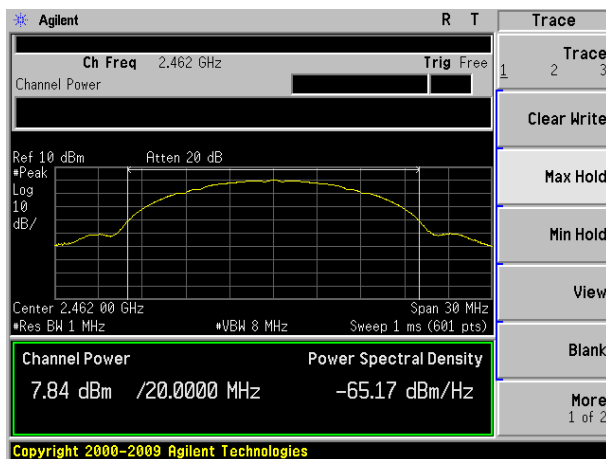 Agilent R T Trace
Ch Freq 2.462 GHz Trig Free
Channel Power
Trace
1 2 3
Clear Write
Max Hold
Min Hold
View
Blank
More
1 of 2
Ref 10 dBm Atten 20 dB
#Peak
Log
10
dB/
Center 2.462 00 GHz Span 30 MHz
#Res BW 1 MHz #VBW 8 MHz Sweep 1 ms (601 pts)
Channel Power Power Spectral Density
7.84 dBm /20.0000 MHz -65.17 dBm/Hz
Copyright 2000-2009 Agilent Technologies